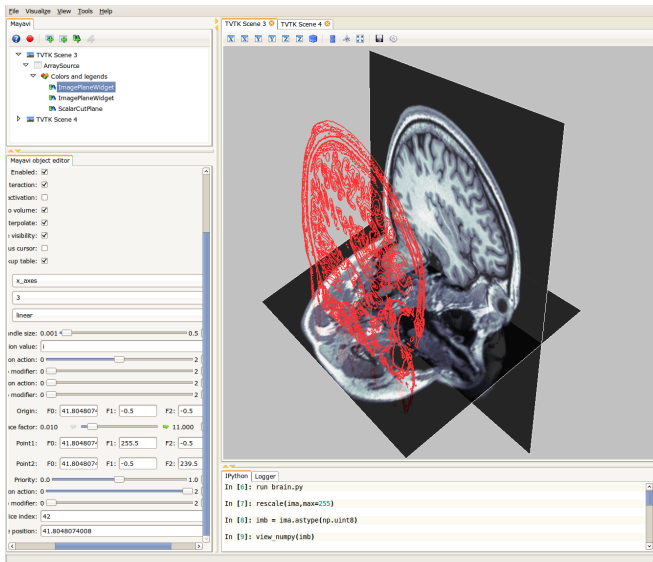 File Visualize View Tools Help
Mayavi
TVTK Scene 3
ArraySource
Colors and legends
ImagePlaneWidget
ImagePlaneWidget
ScalarCutPlane
TVTK Scene 4
Mayavi object editor
Enabled:
teraction:
activation:
o volume:
terpolate:
visibility:
us cursor:
kup table:
x_axes
3
linear
andle size: 0.001 0.5
ion value: i
on action: 0 2
modifier: 0 2
on action: 0 2
modifier: 0 2
Origin: F0: 41.8048074 F1: -0.5 F2: -0.5
ace factor: 0.010 11.000
Point1: F0: 41.8048074 F1: 255.5 F2: -0.5
Point2: F0: 41.8048074 F1: -0.5 F2: 239.5
Priority: 0.0 1.0
on action: 0 2
modifier: 0 2
lice index: 42
position: 41.8048074008
TVTK Scene 3 TVTK Scene 4
X X Y Y Z Z
IPython Logger
In [6]: run brain.py
In [7]: rescale(ima,max=255)
In [8]: imb = ima.astype(np.uint8)
In [9]: view_numpy(imb)